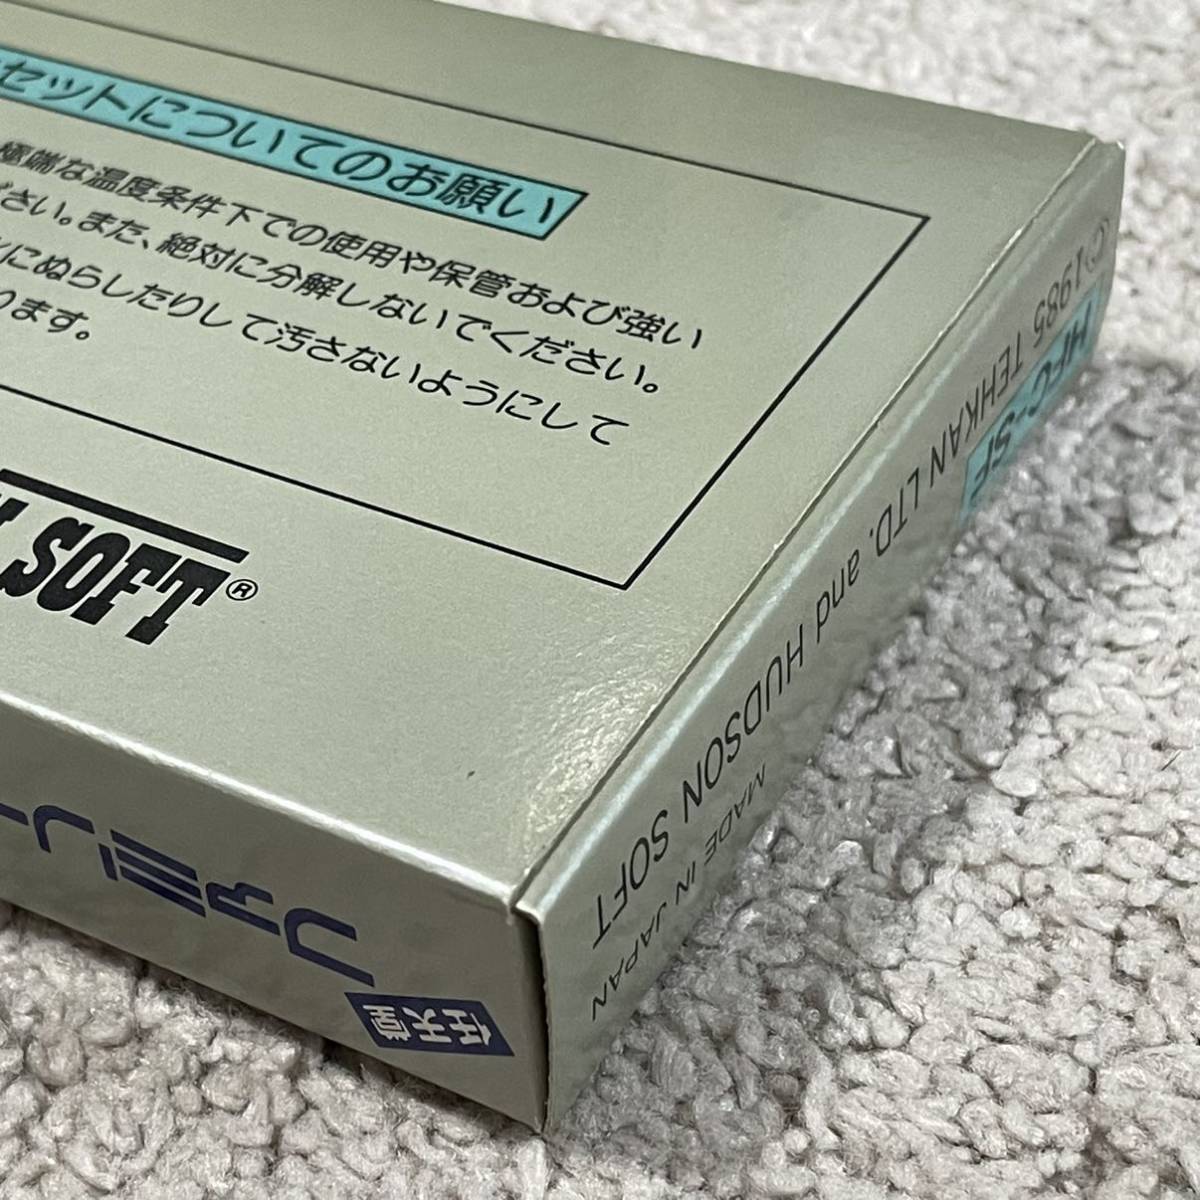 セットについてのお願い
極端な温度条件下での使用や保管および強い
ださい。また、絶対に分解しないでください。
にぬらしたりして汚さないようにして
ります。
SOFT®
HFC-SF
©1985 TEHKAN LTD. and HUDSON SOFT
MADE IN JAPAN
任天堂
ファミ